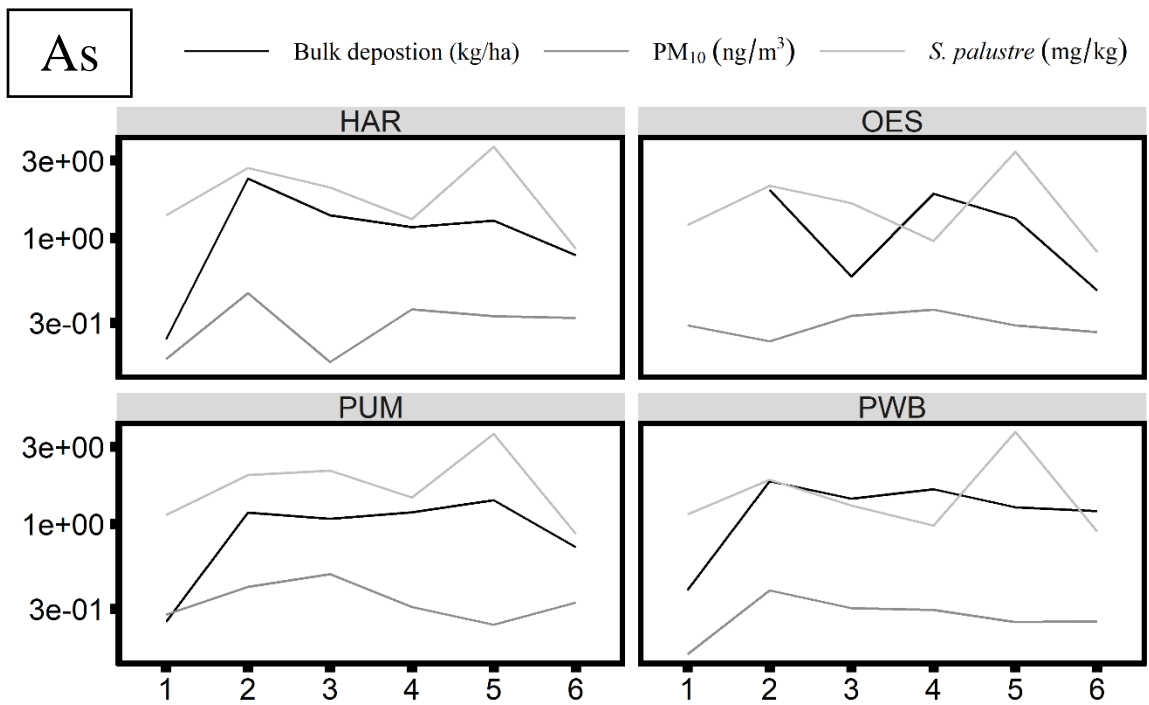 As
Bulk depostion (kg/ha) PM₁₀ (ng/m³) S. palustre (mg/kg)
HAR OES
3e+00
1e+00
3e-01
PUM PWB
3e+00
1e+00
3e-01
1 2 3 4 5 6 1 2 3 4 5 6